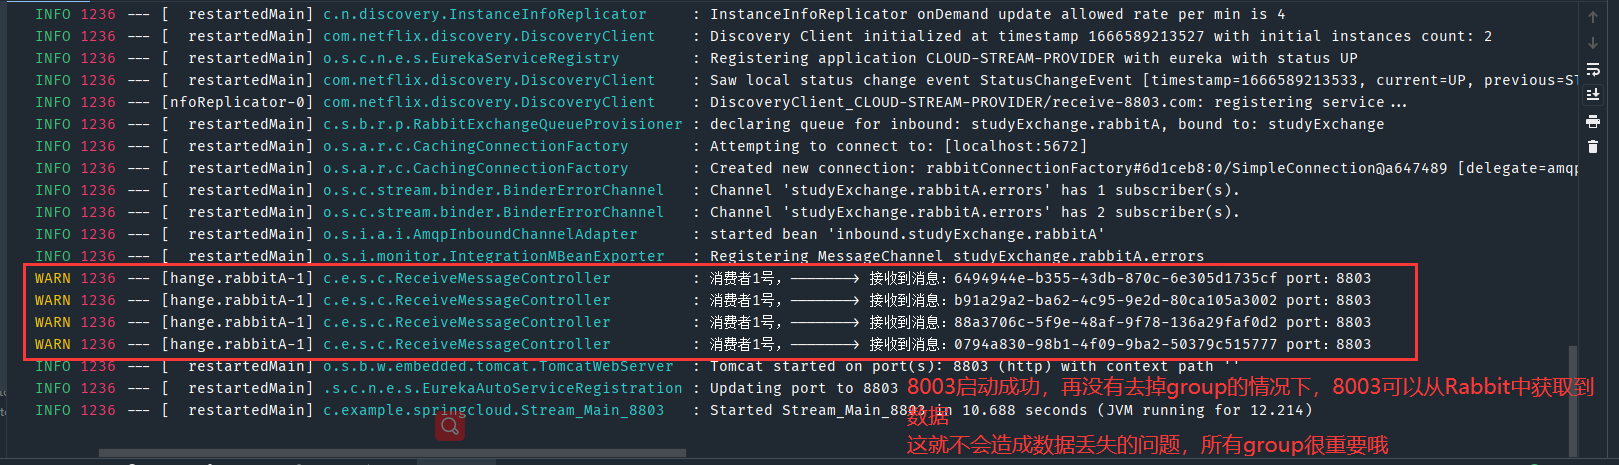 INFO 1236 --- [  restartedMain] c.n.discovery.InstanceInfoReplicator     : InstanceInfoReplicator onDemand update allowed rate per min is 4
INFO 1236 --- [  restartedMain] com.netflix.discovery.DiscoveryClient    : Discovery Client initialized at timestamp 1666589213527 with initial instances count: 2
INFO 1236 --- [  restartedMain] o.s.c.n.e.s.EurekaServiceRegistry        : Registering application CLOUD-STREAM-PROVIDER with eureka with status UP
INFO 1236 --- [  restartedMain] com.netflix.discovery.DiscoveryClient    : Saw local status change event StatusChangeEvent [timestamp=1666589213533, current=UP, previous=ST
INFO 1236 --- [nfoReplicator-0] com.netflix.discovery.DiscoveryClient    : DiscoveryClient_CLOUD-STREAM-PROVIDER/receive-8803.com: registering service...
INFO 1236 --- [  restartedMain] c.s.b.r.p.RabbitExchangeQueueProvisioner : declaring queue for inbound: studyExchange.rabbitA, bound to: studyExchange
INFO 1236 --- [  restartedMain] o.s.a.r.c.CachingConnectionFactory       : Attempting to connect to: [localhost:5672]
INFO 1236 --- [  restartedMain] o.s.a.r.c.CachingConnectionFactory       : Created new connection: rabbitConnectionFactory#6d1ceb8:0/SimpleConnection@a647489 [delegate=amqp
INFO 1236 --- [  restartedMain] o.s.c.stream.binder.BinderErrorChannel   : Channel 'studyExchange.rabbitA.errors' has 1 subscriber(s).
INFO 1236 --- [  restartedMain] o.s.c.stream.binder.BinderErrorChannel   : Channel 'studyExchange.rabbitA.errors' has 2 subscriber(s).
INFO 1236 --- [  restartedMain] o.s.i.a.i.AmqpInboundChannelAdapter      : started bean 'inbound.studyExchange.rabbitA'
INFO 1236 --- [  restartedMain] o.s.i.monitor.IntegrationMBeanExporter   : Registering MessageChannel studyExchange.rabbitA.errors
WARN 1236 --- [hange.rabbitA-1] c.e.s.c.ReceiveMessageController         : 消费者1号，-------> 接收到消息：6494944e-b355-43db-870c-6e305d1735cf port：8803
WARN 1236 --- [hange.rabbitA-1] c.e.s.c.ReceiveMessageController         : 消费者1号，-------> 接收到消息：b91a29a2-ba62-4c95-9e2d-80ca105a3002 port：8803
WARN 1236 --- [hange.rabbitA-1] c.e.s.c.ReceiveMessageController         : 消费者1号，-------> 接收到消息：88a3706c-5f9e-48af-9f78-136a29faf0d2 port：8803
WARN 1236 --- [hange.rabbitA-1] c.e.s.c.ReceiveMessageController         : 消费者1号，-------> 接收到消息：0794a830-98b1-4f09-9ba2-50379c515777 port：8803
INFO 1236 --- [  restartedMain] o.s.b.w.embedded.tomcat.TomcatWebServer  : Tomcat started on port(s): 8803 (http) with context path ''
INFO 1236 --- [  restartedMain] .s.c.n.e.s.EurekaAutoServiceRegistration : Updating port to 8803
INFO 1236 --- [  restartedMain] c.example.springcloud.Stream_Main_8803   : Started Stream_Main_8803 in 10.688 seconds (JVM running for 12.214)
8003启动成功，再没有去掉group的情况下，8003可以从Rabbit中获取到
数据
这就不会造成数据丢失的问题，所有group很重要哦